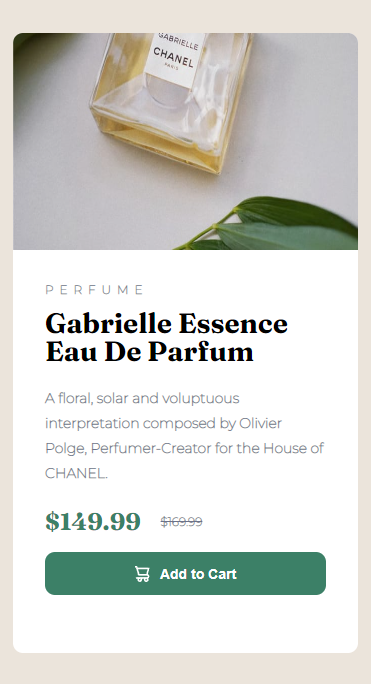 GABRIELLE
CHANEL
PARIS
PERFUME
Gabrielle Essence
Eau De Parfum
A floral, solar and voluptuous
interpretation composed by Olivier
Polge, Perfumer-Creator for the House of
CHANEL.
$149.99 $169.99
Add to Cart